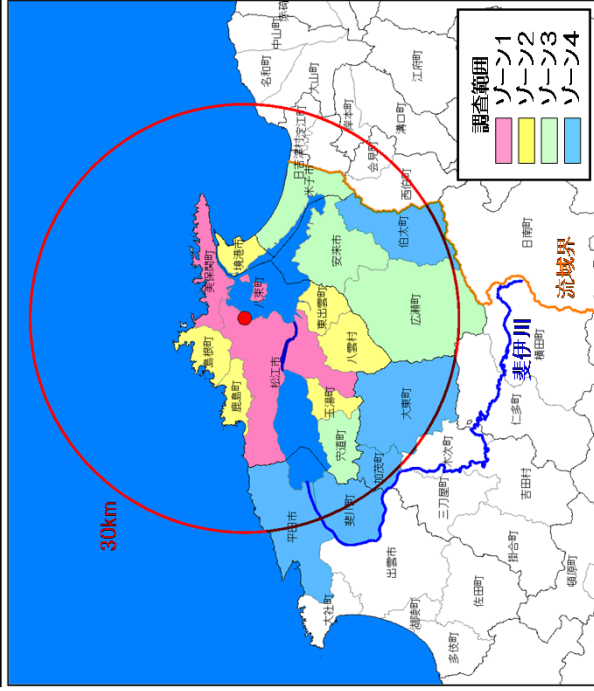 30km
調査範囲
ゾーン1
ゾーン2
ゾーン3
ゾーン4
赤碕
中山町
名和町
大山町
淀江町
日吉津村
米子市
岸本町
江府町
溝口町
会見町
西伯町
日南町
美保関町
境港市
八束町
島根町
鹿島町
松江市
東出雲町
安来市
伯太町
八雲村
玉湯町
広瀬町
宍道町
大東町
加茂町
木次町
平田市
斐川町
出雲市
三刀屋町
大社町
湖陵町
多伎町
佐田町
掛合町
頓原町
吉田村
仁多町
横田町
斐伊川
流域界